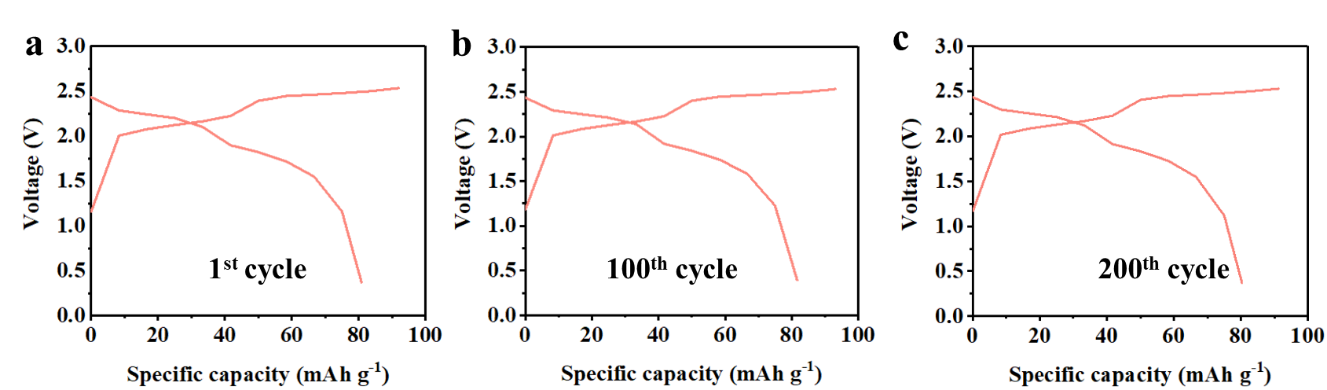 a
3.0
2.5
2.0
1.5
1.0
0.5
0.0
0 20 40 60 80 100
Voltage (V)
Specific capacity (mAh g-1)
1st cycle
b
3.0
2.5
2.0
1.5
1.0
0.5
0.0
0 20 40 60 80 100
Voltage (V)
Specific capacity (mAh g-1)
100th cycle
c
3.0
2.5
2.0
1.5
1.0
0.5
0.0
0 20 40 60 80 100
Voltage (V)
Specific capacity (mAh g-1)
200th cycle